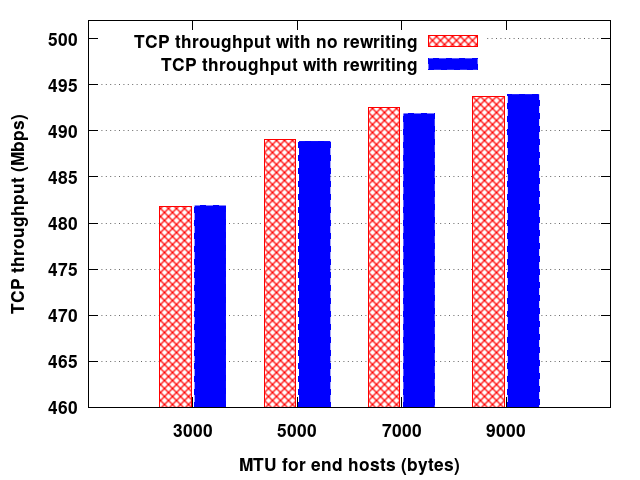 TCP throughput with no rewriting
TCP throughput with rewriting
TCP throughput (Mbps)
500
495
490
485
480
475
470
465
460
3000 5000 7000 9000
MTU for end hosts (bytes)